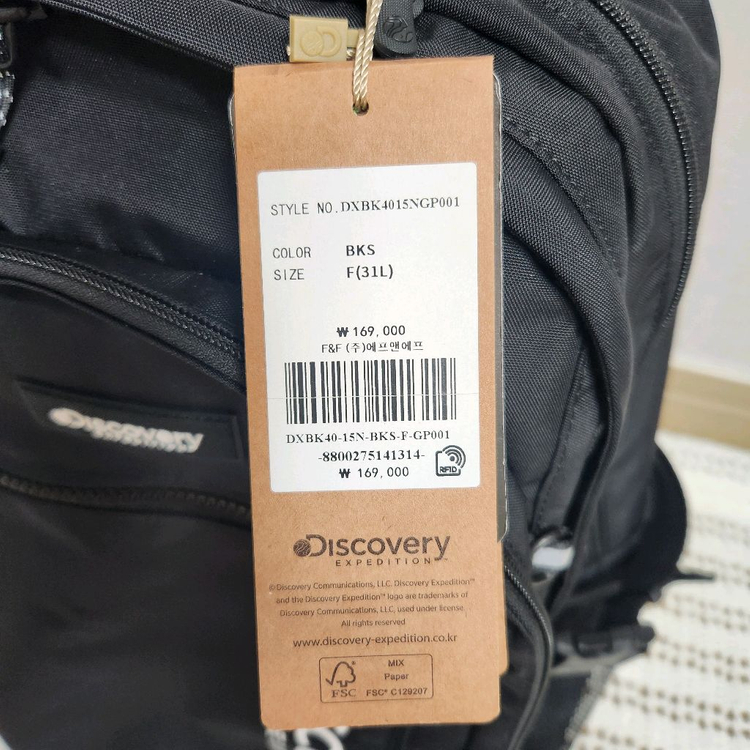 STYLE NO. DXBK4015NGP001
COLOR BKS
SIZE F(31L)
₩ 169,000
F&F (주)에프앤에프
DXBK40-15N-BKS-F-GP001
-8800275141314-
₩ 169,000
RFID
Discovery
EXPEDITION™
© Discovery Communications, LLC. Discovery Expedition™
and the Discovery Expedition™ logo are trademarks of
Discovery Communications, LLC, used under license.
All rights reserved
www.discovery-expedition.co.kr
FSC
MIX
Paper
FSC® C129207
Discovery
EXPEDITION